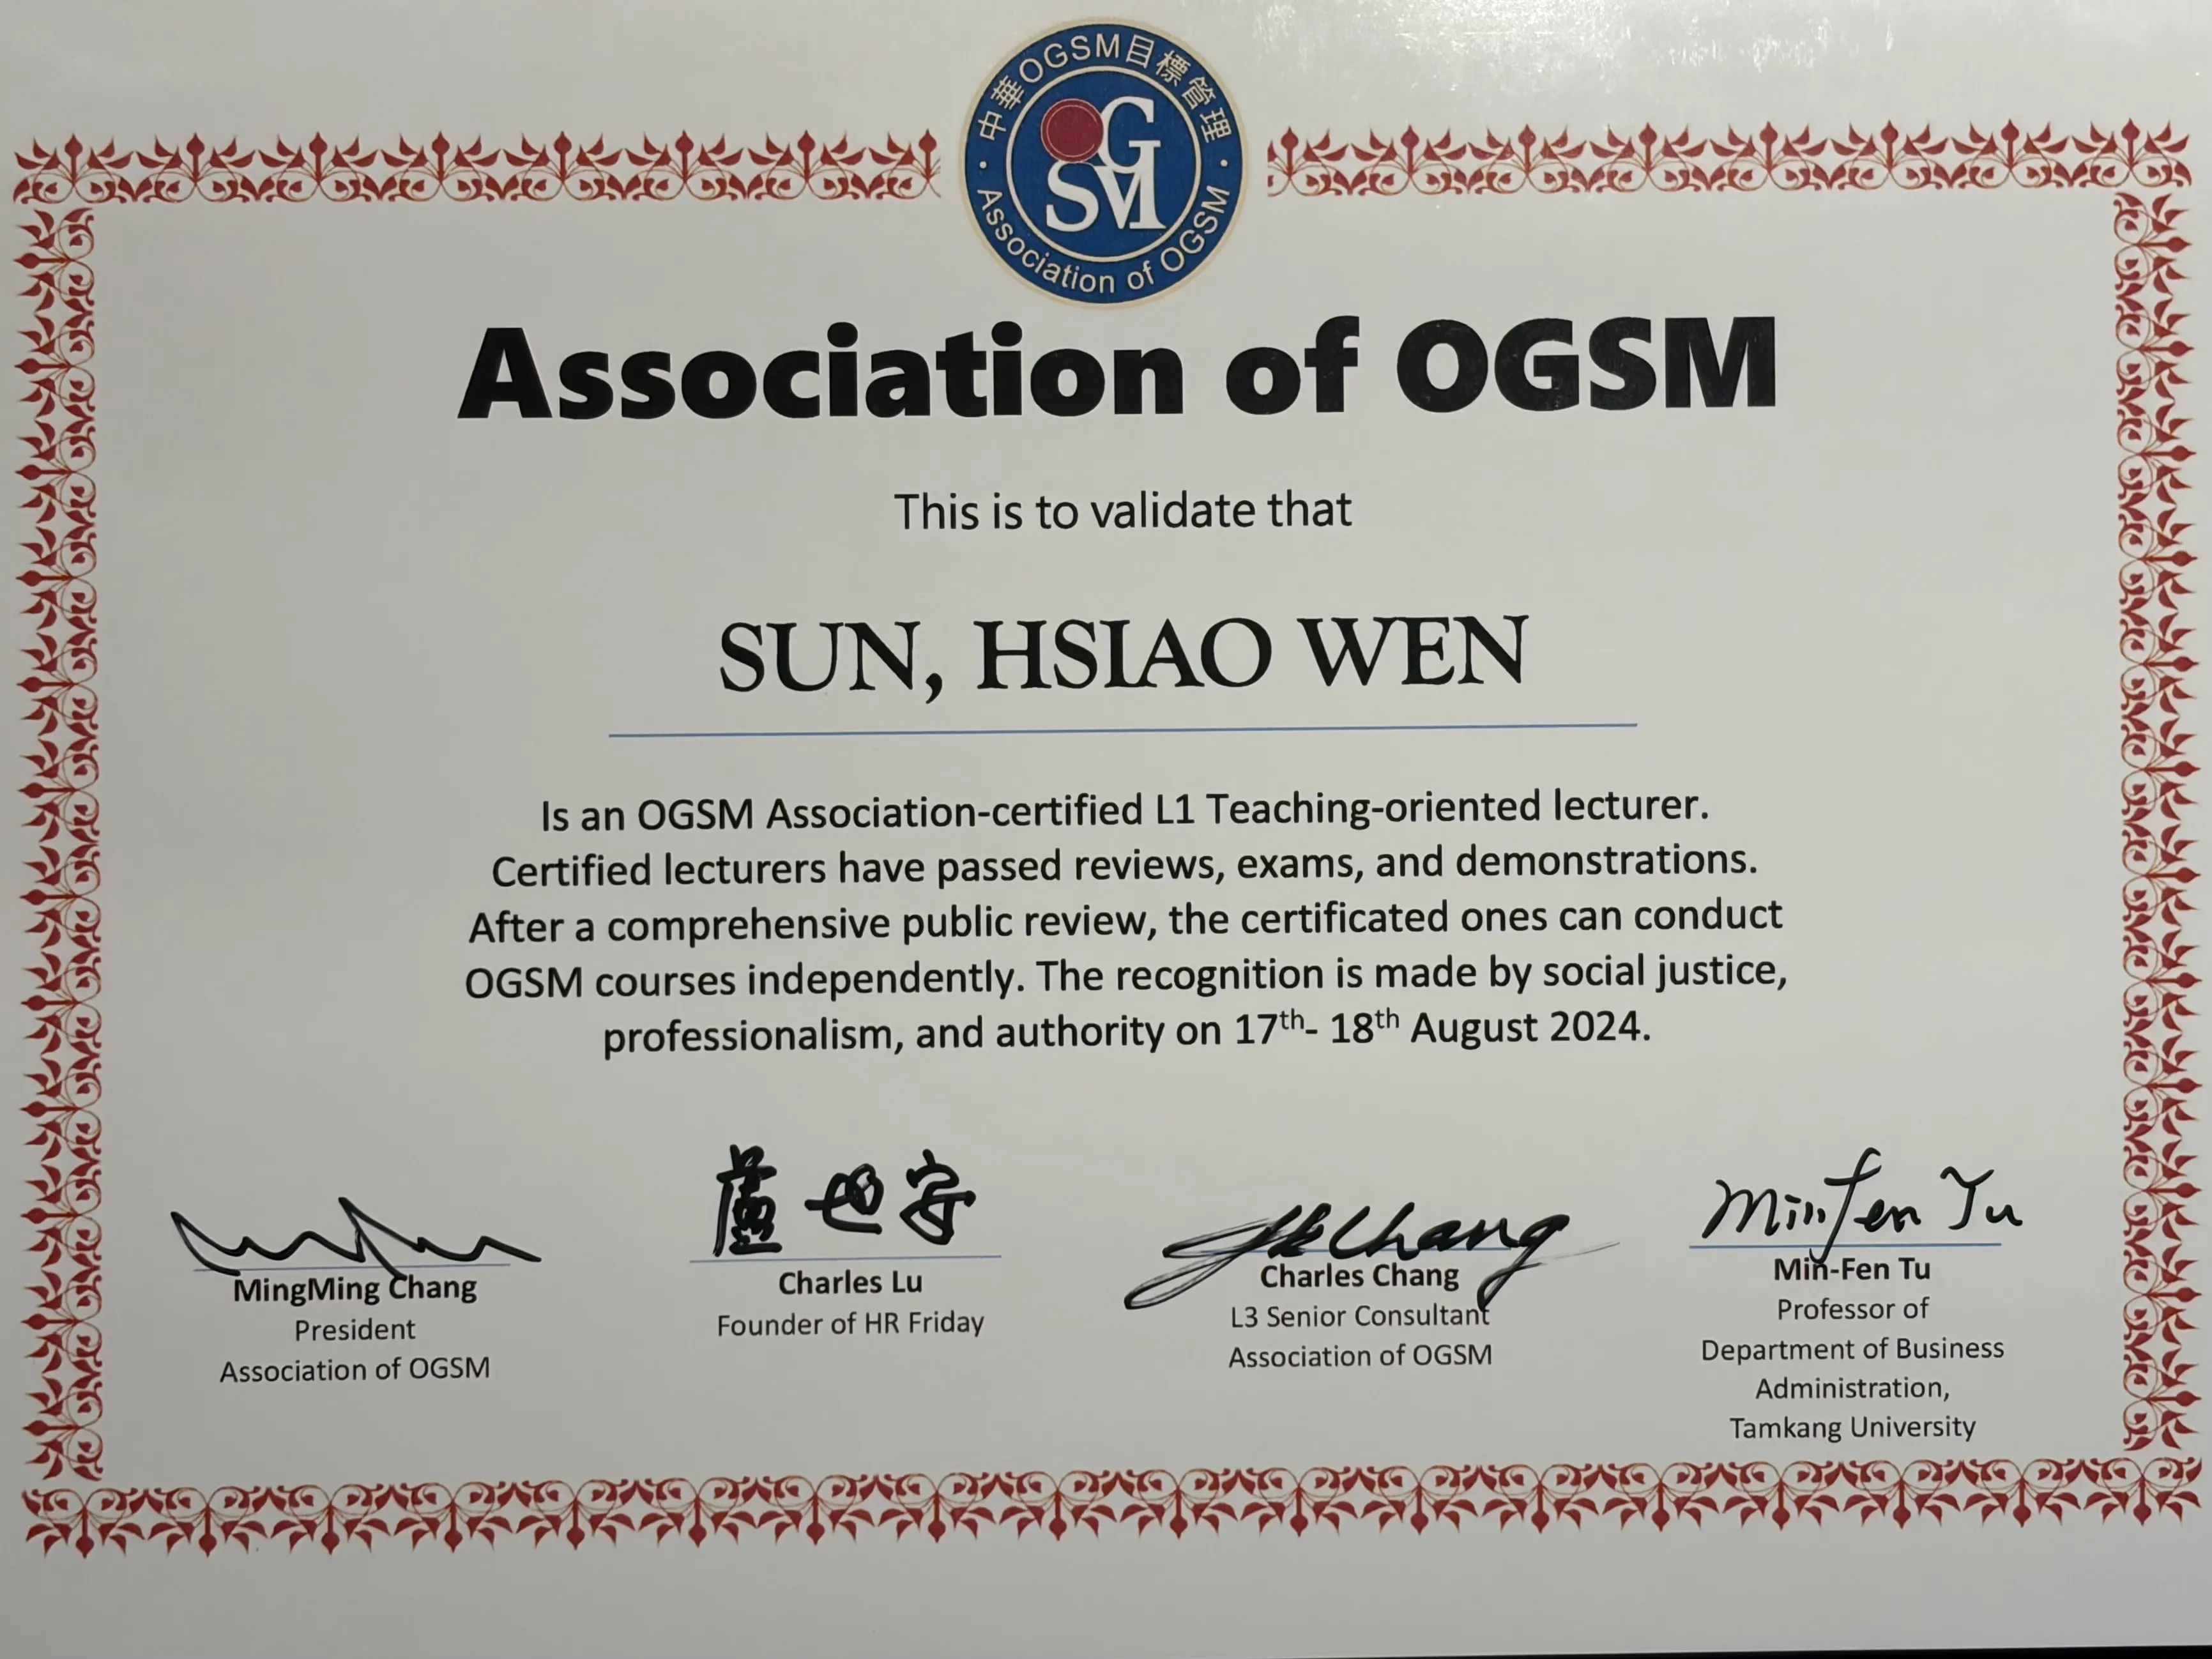 中華OGSM目標管理
OGSM
Association of OGSM
Association of OGSM
This is to validate that
SUN, HSIAO WEN
Is an OGSM Association-certified L1 Teaching-oriented lecturer.
Certified lecturers have passed reviews, exams, and demonstrations.
After a comprehensive public review, the certificated ones can conduct
OGSM courses independently. The recognition is made by social justice,
professionalism, and authority on 17th- 18th August 2024.
盧世安
Chang
MinFen Tu
MingMing Chang
President
Association of OGSM
Charles Lu
Founder of HR Friday
Charles Chang
L3 Senior Consultant
Association of OGSM
Min-Fen Tu
Professor of
Department of Business
Administration,
Tamkang University